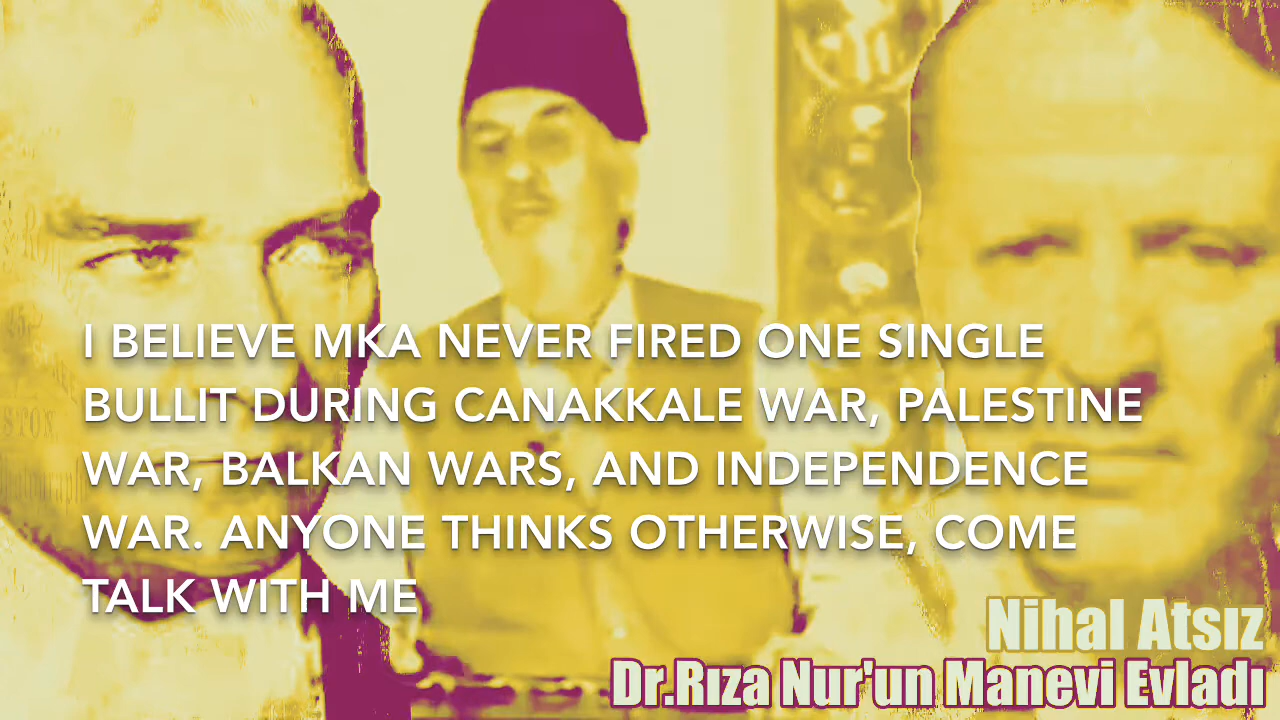 I BELIEVE MKA NEVER FIRED ONE SINGLE
BULLIT DURING CANAKKALE WAR, PALESTINE
WAR, BALKAN WARS, AND INDEPENDENCE
WAR. ANYONE THINKS OTHERWISE, COME
TALK WITH ME
Nihal Atsız
Dr.Rıza Nur'un Manevi Evladı